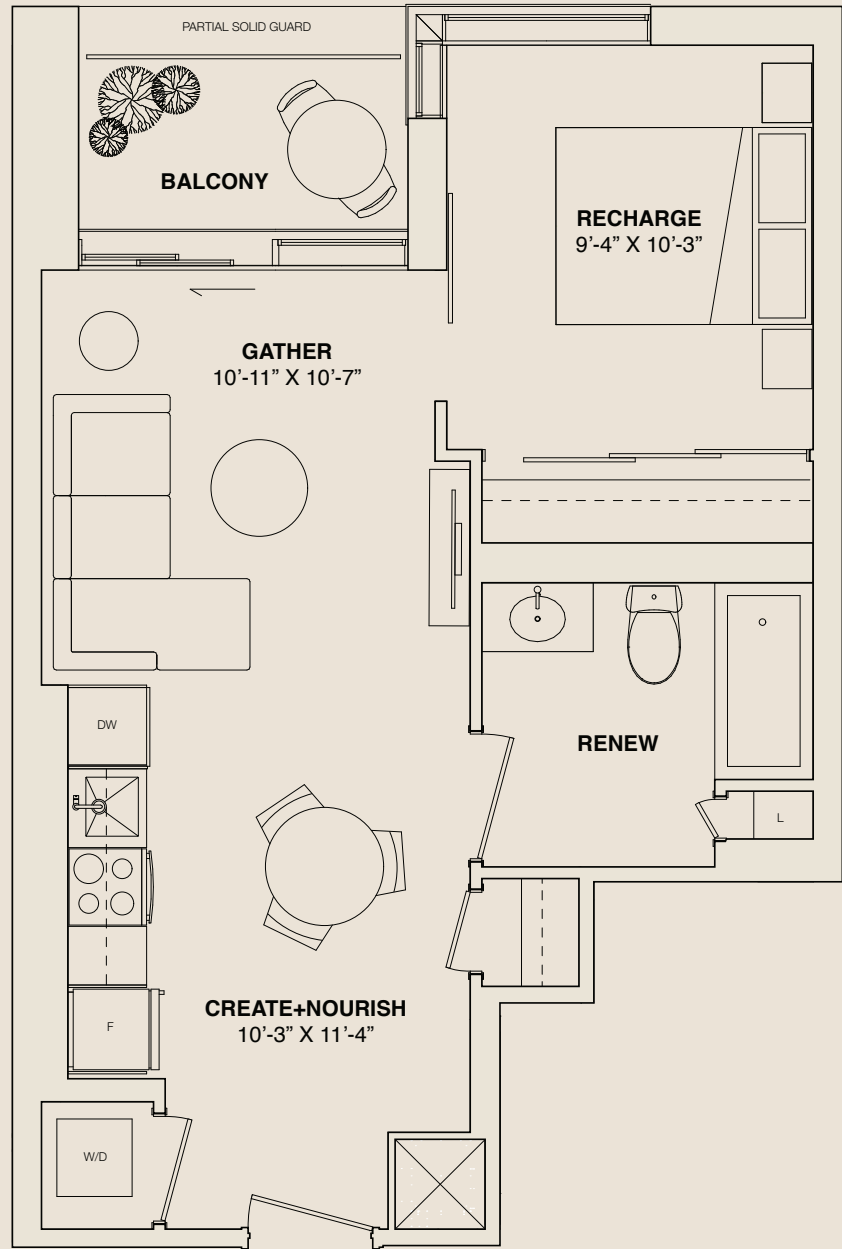 PARTIAL SOLID GUARD
BALCONY
RECHARGE
9’-4” X 10’-3”
GATHER
10’-11” X 10’-7”
DW
RENEW
L
CREATE+NOURISH
10’-3” X 11’-4”
F
W/D